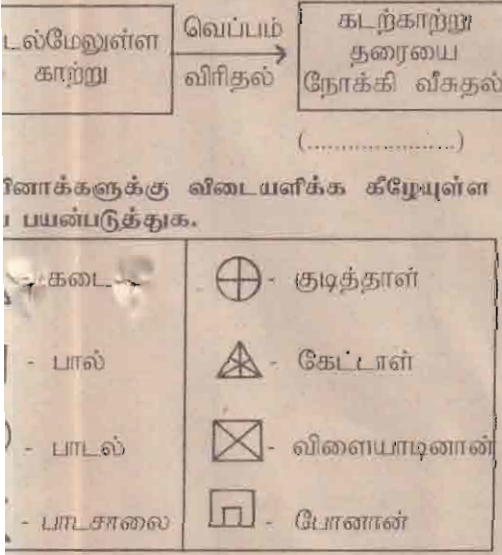 டல்மேலுள்ள
காற்று
வெப்பம்
விரிதல்
கடற்காற்று
தரையை
நோக்கி வீசுதல்
(......................)
ினாக்களுக்கு விடையளிக்க கீழேயுள்ள
பயன்படுத்துக.
- கடை
- குடித்தாள்
- பால்
- கேட்டாள்
- பாடல்
- விளையாடினான்
- பாடசாலை
- போனான்